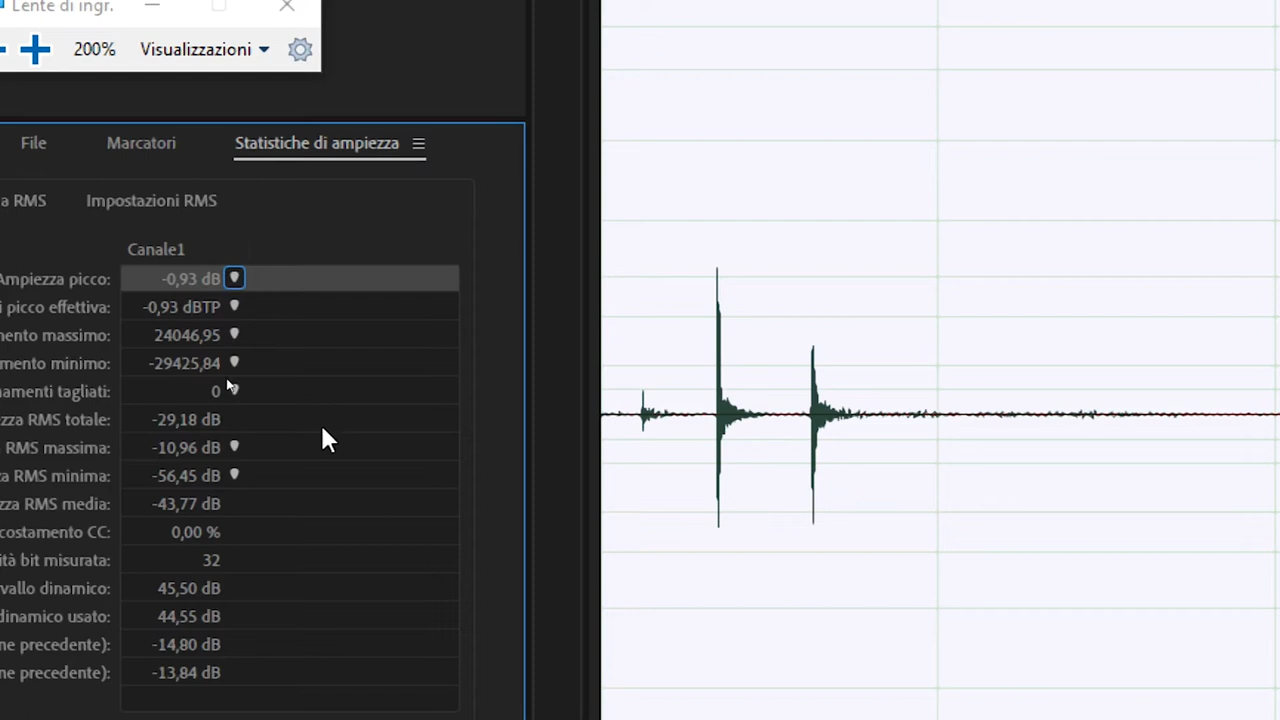 Lente di ingr.
200% Visualizzazioni
File Marcatori Statistiche di ampiezza
a RMS Impostazioni RMS
Canale1
Ampiezza picco: -0,93 dB
i picco effettiva: -0,93 dBTP
mento massimo: 24046,95
mento minimo: -29425,84
namenti tagliati: 0
zza RMS totale: -29,18 dB
RMS massima: -10,96 dB
RMS minima: -56,45 dB
zza RMS media: -43,77 dB
costamento CC: 0,00 %
ità bit misurata: 32
vallo dinamico: 45,50 dB
dinamico usato: 44,55 dB
ne precedente): -14,80 dB
ne precedente): -13,84 dB